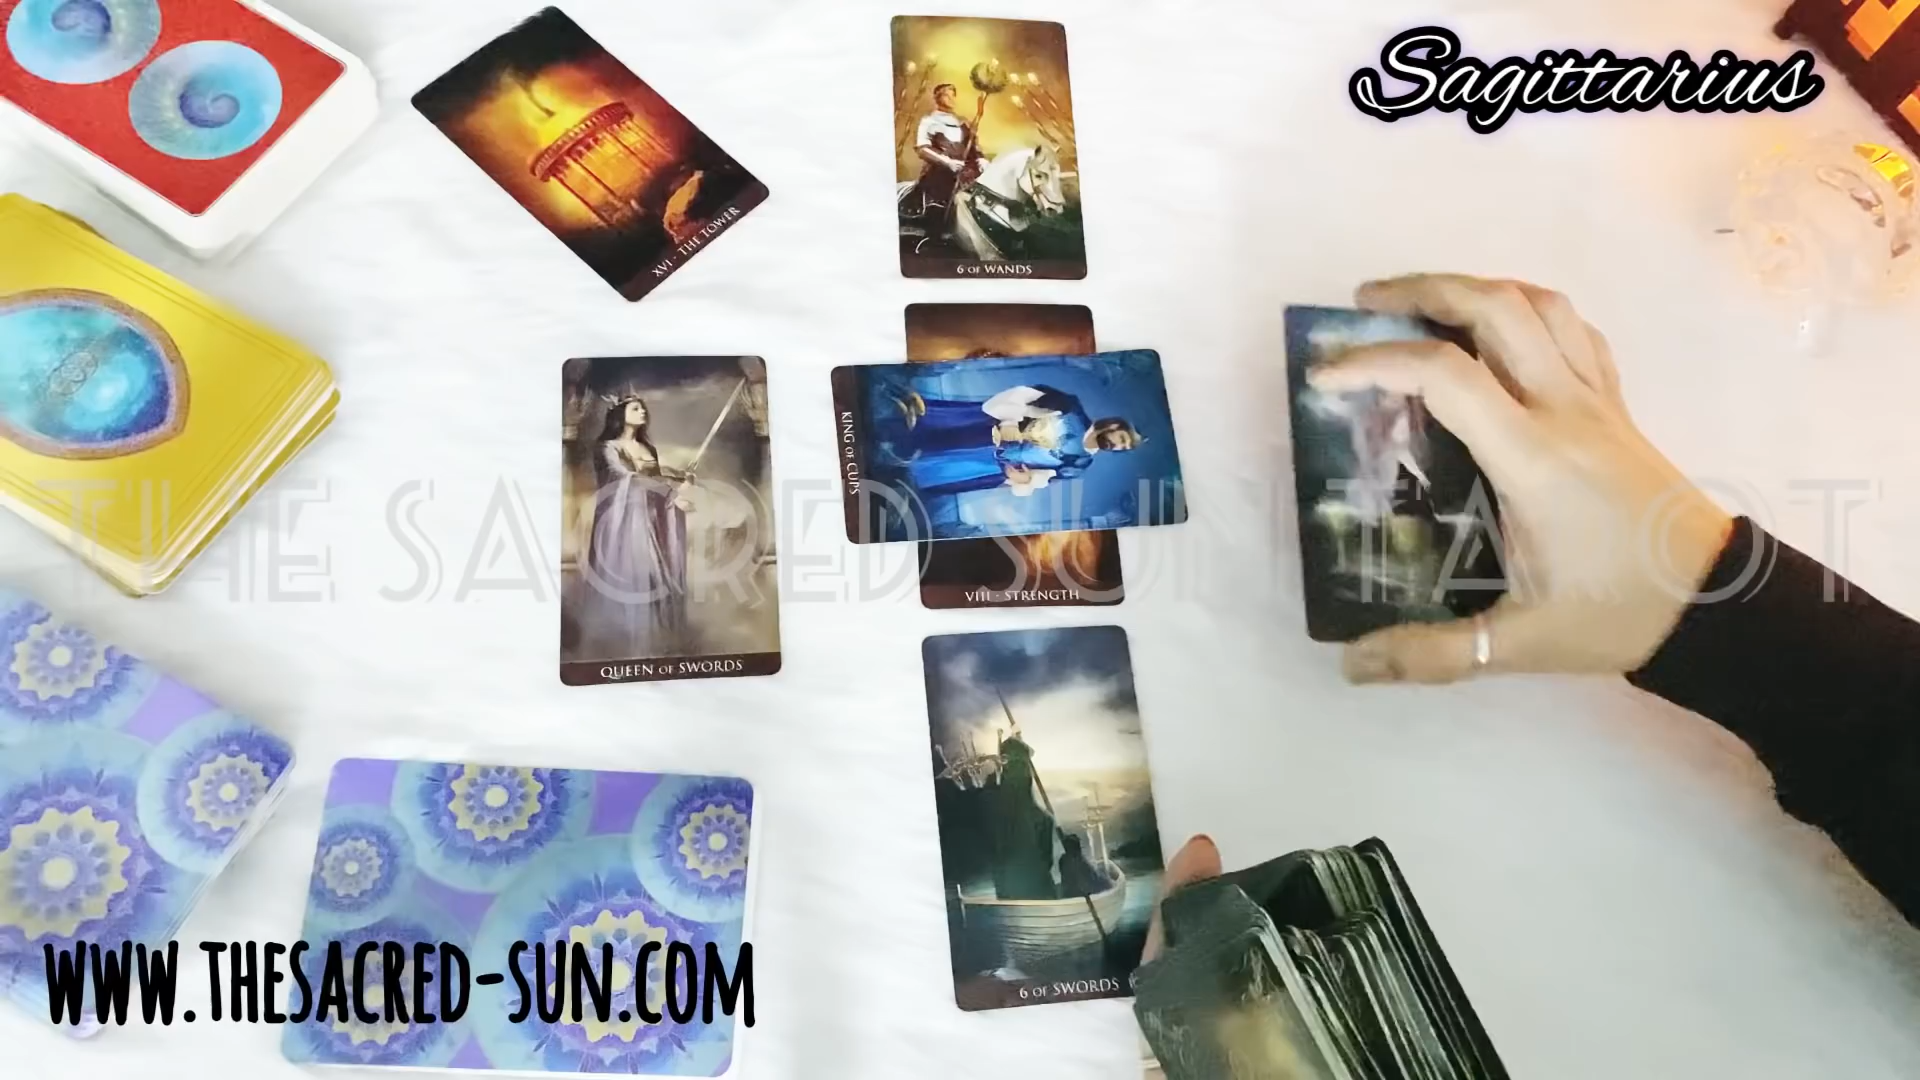 Sagittarius
XVI · THE TOWER
6 OF WANDS
KING OF CUPS
THE SACRED SUN TAROT
VIII · STRENGTH
QUEEN OF SWORDS
6 OF SWORDS
WWW.THESACRED-SUN.COM